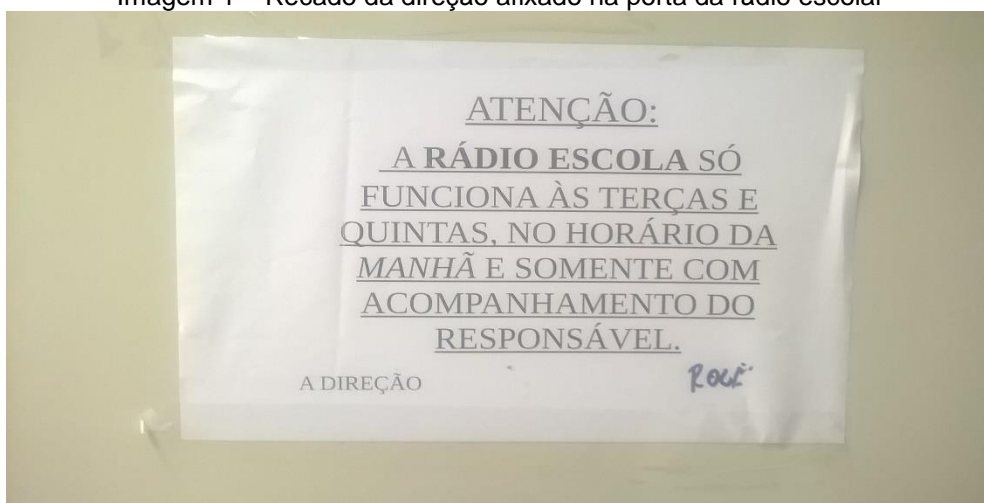 Imagem 1 – Recado da direção afixado na porta da rádio escolar
ATENÇÃO:
A RÁDIO ESCOLA SÓ
FUNCIONA ÀS TERÇAS E
QUINTAS, NO HORÁRIO DA
MANHÃ E SOMENTE COM
ACOMPANHAMENTO DO
RESPONSÁVEL.
A DIREÇÃO